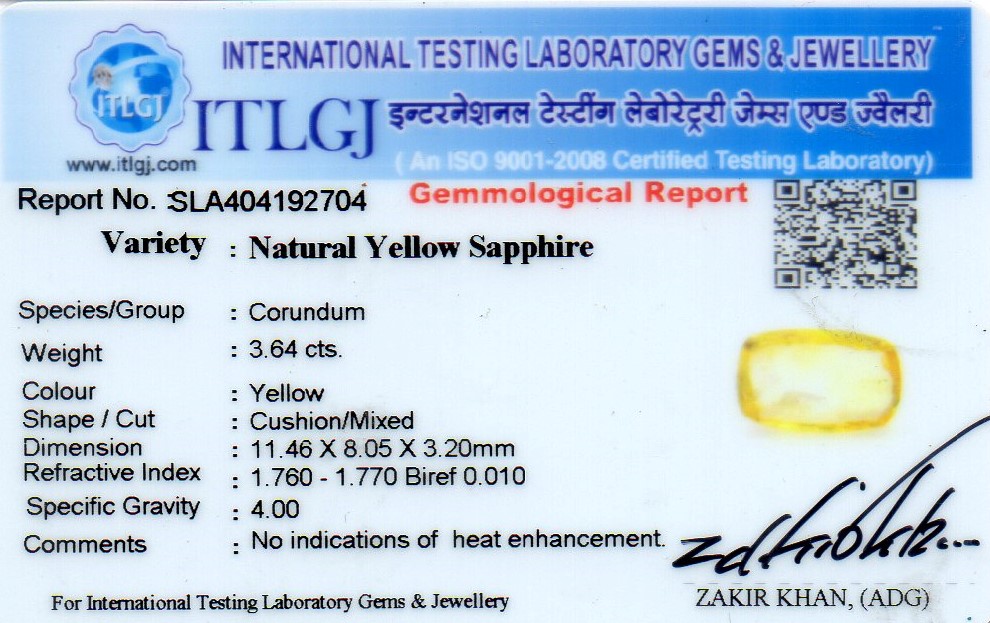 INTERNATIONAL TESTING LABORATORY GEMS & JEWELLERY
ITLGJ
ITLGJ
इन्टरनेशनल टेस्टींग लेबोरेट्ररी जेम्स एण्ड ज्वैलरी
www.itlgj.com
( An ISO 9001-2008 Certified Testing Laboratory)
Report No. :SLA404192704
Gemmological Report
Variety : Natural Yellow Sapphire
Species/Group : Corundum
Weight : 3.64 cts.
Colour : Yellow
Shape / Cut : Cushion/Mixed
Dimension : 11.46 X 8.05 X 3.20mm
Refractive Index : 1.760 - 1.770 Biref 0.010
Specific Gravity : 4.00
Comments : No indications of heat enhancement.
For International Testing Laboratory Gems & Jewellery
ZAKIR KHAN, (ADG)